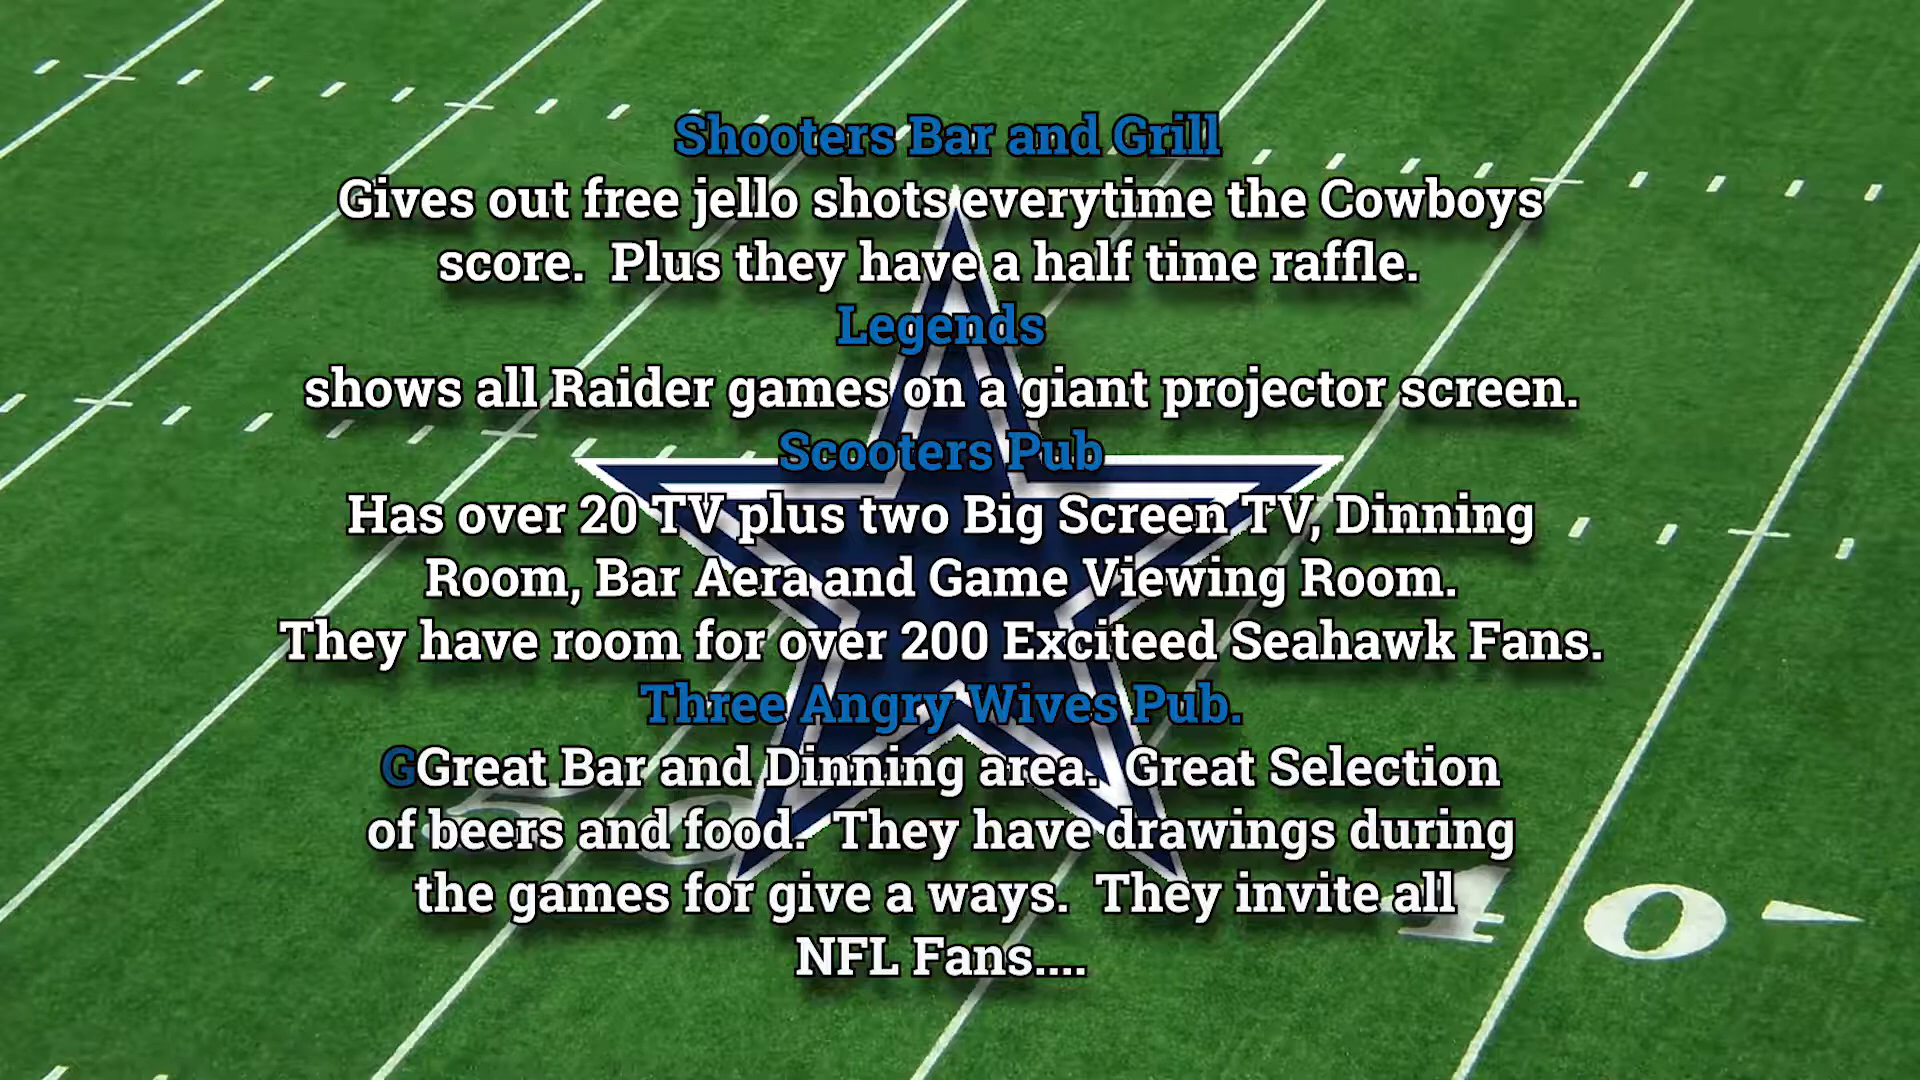 Shooters Bar and Grill
Gives out free jello shots everytime the Cowboys
score. Plus they have a half time raffle.
Legends
shows all Raider games on a giant projector screen.
Scooters Pub
Has over 20 TV plus two Big Screen TV, Dinning
Room, Bar Aera and Game Viewing Room.
They have room for over 200 Exciteed Seahawk Fans.
Three Angry Wives Pub.
GGreat Bar and Dinning area. Great Selection
of beers and food. They have drawings during
the games for give a ways. They invite all
NFL Fans....
50
40